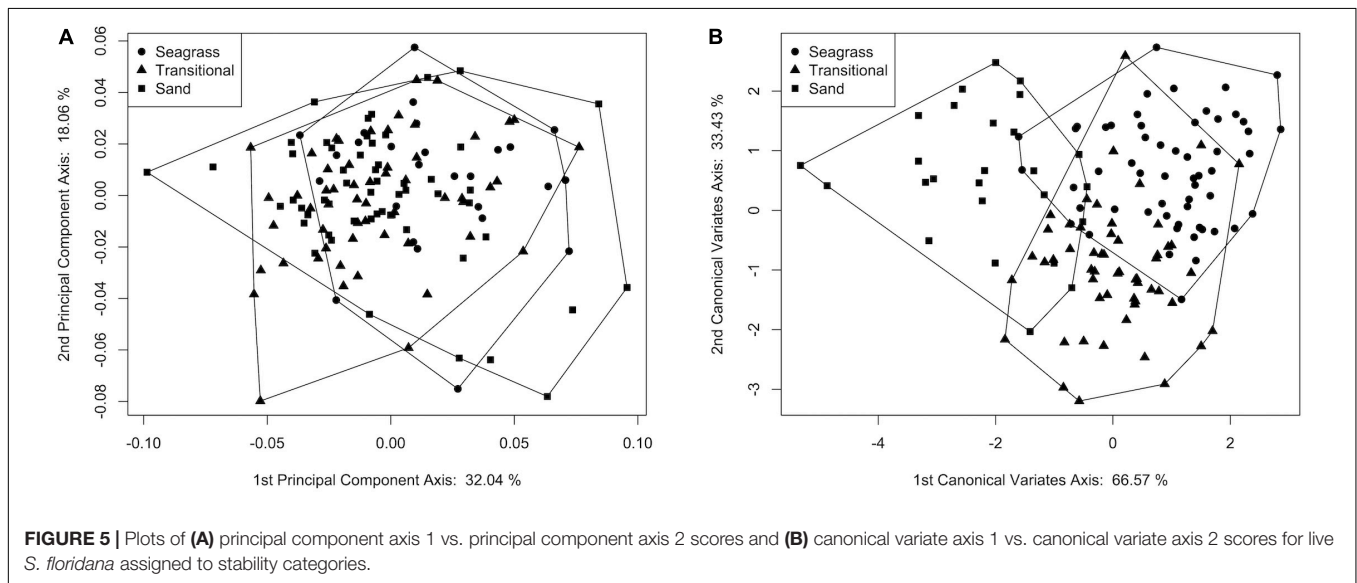 A
Seagrass
Transitional
Sand
0.06
0.04
0.02
0.00
-0.02
-0.04
-0.06
-0.08
2nd Principal Component Axis: 18.06 %
-0.10
-0.05
0.00
0.05
0.10
1st Principal Component Axis: 32.04 %
B
Seagrass
Transitional
Sand
2
1
0
-1
-2
-3
2nd Canonical Variates Axis: 33.43 %
-4
-2
0
2
1st Canonical Variates Axis: 66.57 %
FIGURE 5 | Plots of (A) principal component axis 1 vs. principal component axis 2 scores and (B) canonical variate axis 1 vs. canonical variate axis 2 scores for live
S. floridana assigned to stability categories.